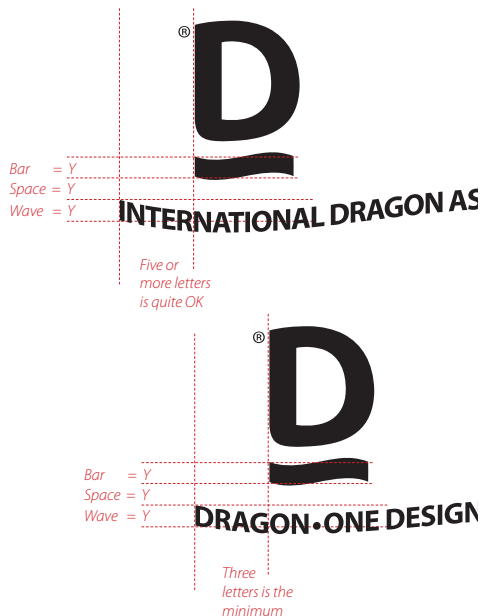 ® D
Bar = Y
Space = Y
Wave = Y
INTERNATIONAL DRAGON AS
Five or
more letters
is quite OK
® D
Bar = Y
Space = Y
Wave = Y
DRAGON•ONE DESIGN
Three
letters is the
minimum